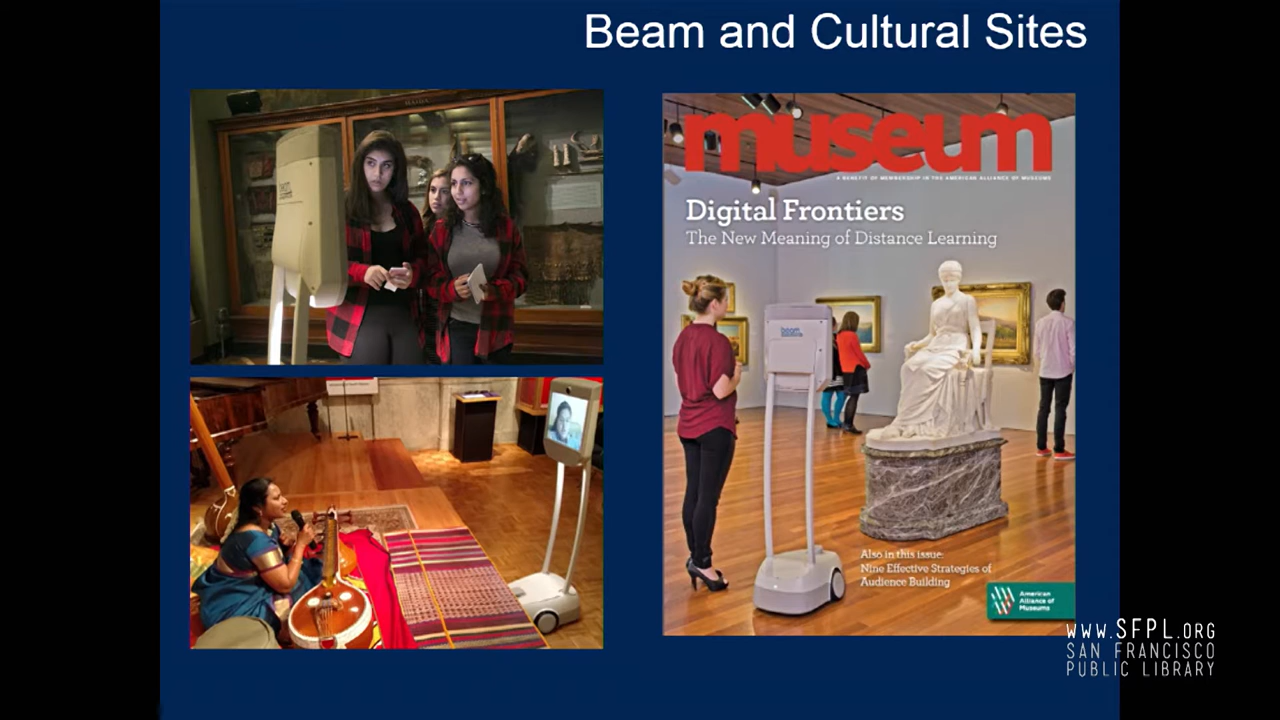 Beam and Cultural Sites
museum
A BENEFIT OF MEMBERSHIP IN THE AMERICAN ALLIANCE OF MUSEUMS
Digital Frontiers
The New Meaning of Distance Learning
beam
Also in this issue:
Nine Effective Strategies of
Audience Building
American
Alliance of
Museums
WWW.SFPL.ORG
SAN FRANCISCO
PUBLIC LIBRARY